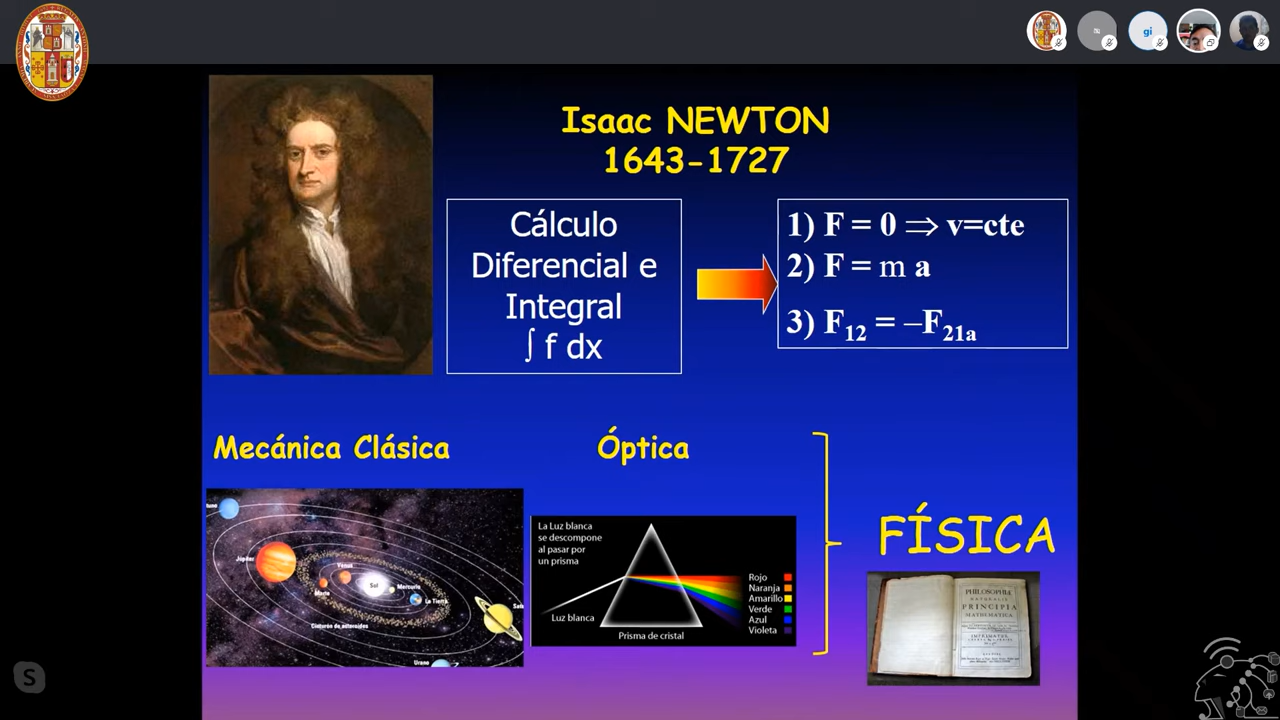 gi
Isaac NEWTON
1643-1727
Cálculo
Diferencial e
Integral
∫ f dx
1) F = 0 ⇒ v=cte
2) F = m a
3) F12 = –F21a
Mecánica Clásica
Óptica
Júpiter
Venus
Marte
Sol
Mercurio
La Tierra
Cinturón de asteroides
Urano
La Luz blanca
se descompone
al pasar por
un prisma
Luz blanca
Prisma de cristal
Rojo
Naranja
Amarillo
Verde
Azul
Violeta
FÍSICA
PHILOSOPHIÆ
NATURALIS
PRINCIPIA
MATHEMATICA
S